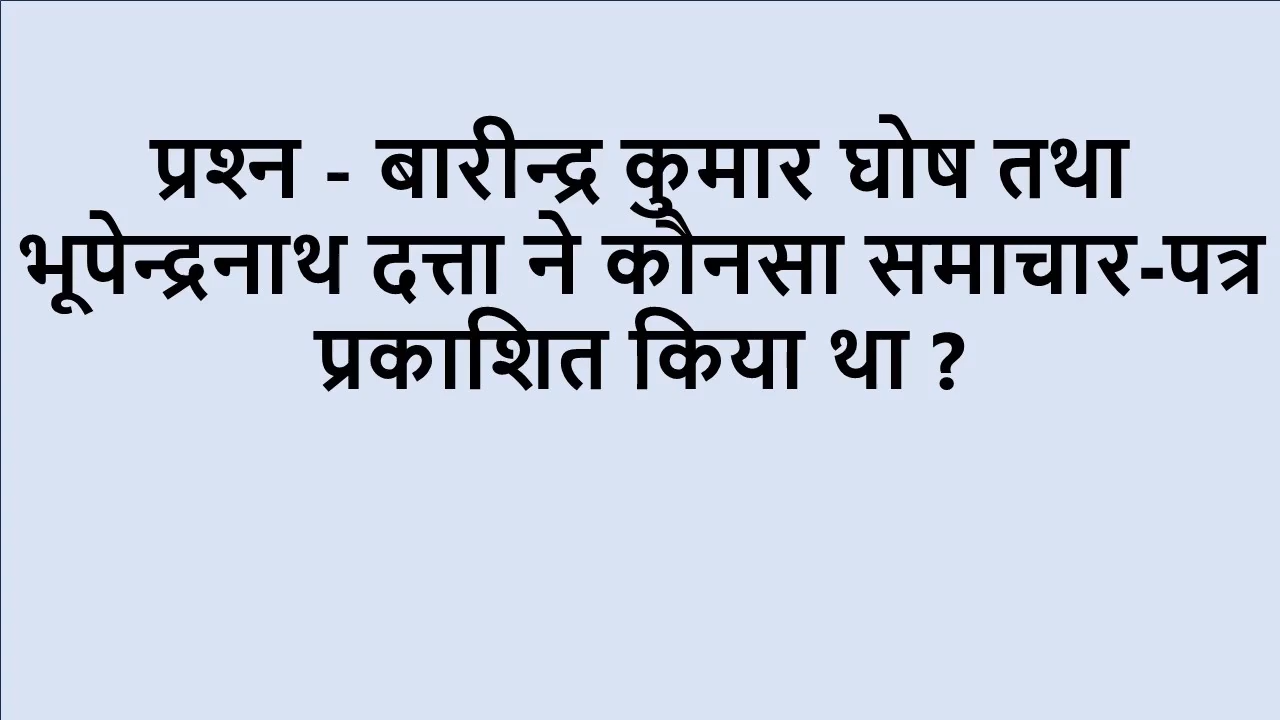 प्रश्न - बारीन्द्र कुमार घोष तथा
भूपेन्द्रनाथ दत्ता ने कौनसा समाचार-पत्र
प्रकाशित किया था ?